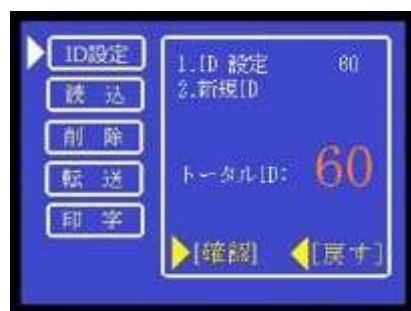 ID設定
読 込
削 除
転 送
印 字
1.ID 設定 60
2.新規ID
トータルID: 60
[確認] [戻す]